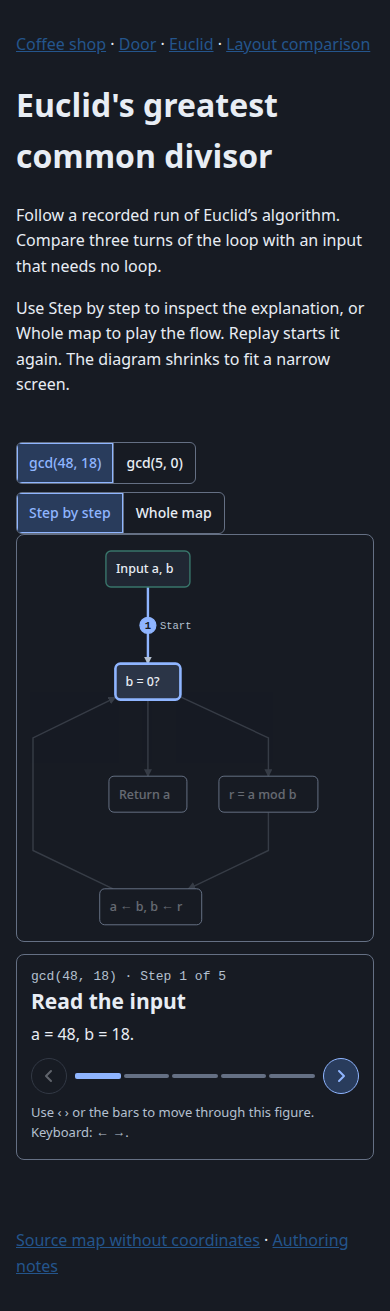 Coffee shop · Door · Euclid · Layout comparison
Euclid's greatest
common divisor
Follow a recorded run of Euclid’s algorithm.
Compare three turns of the loop with an input
that needs no loop.
Use Step by step to inspect the explanation, or
Whole map to play the flow. Replay starts it
again. The diagram shrinks to fit a narrow
screen.
gcd(48, 18) gcd(5, 0)
Step by step Whole map
Input a, b
1 Start
b = 0?
Return a r = a mod b
a ← b, b ← r
gcd(48, 18) · Step 1 of 5
Read the input
a = 48, b = 18.
Use ‹ › or the bars to move through this figure.
Keyboard: ← →.
Source map without coordinates · Authoring
notes